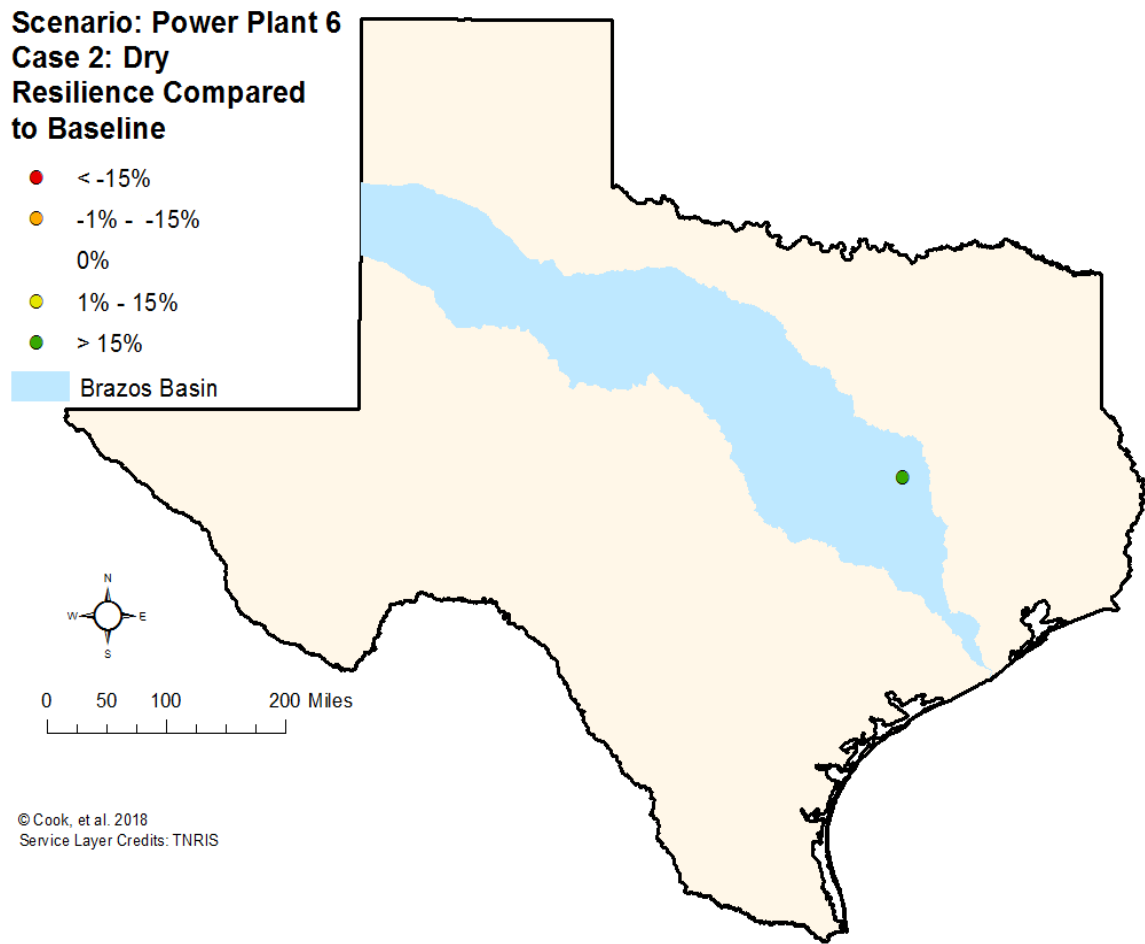 Scenario: Power Plant 6
Case 2: Dry
Resilience Compared
to Baseline
< -15%
-1% - -15%
0%
1% - 15%
> 15%
Brazos Basin
N
W E
S
0 50 100 200 Miles
© Cook, et al. 2018
Service Layer Credits: TNRIS